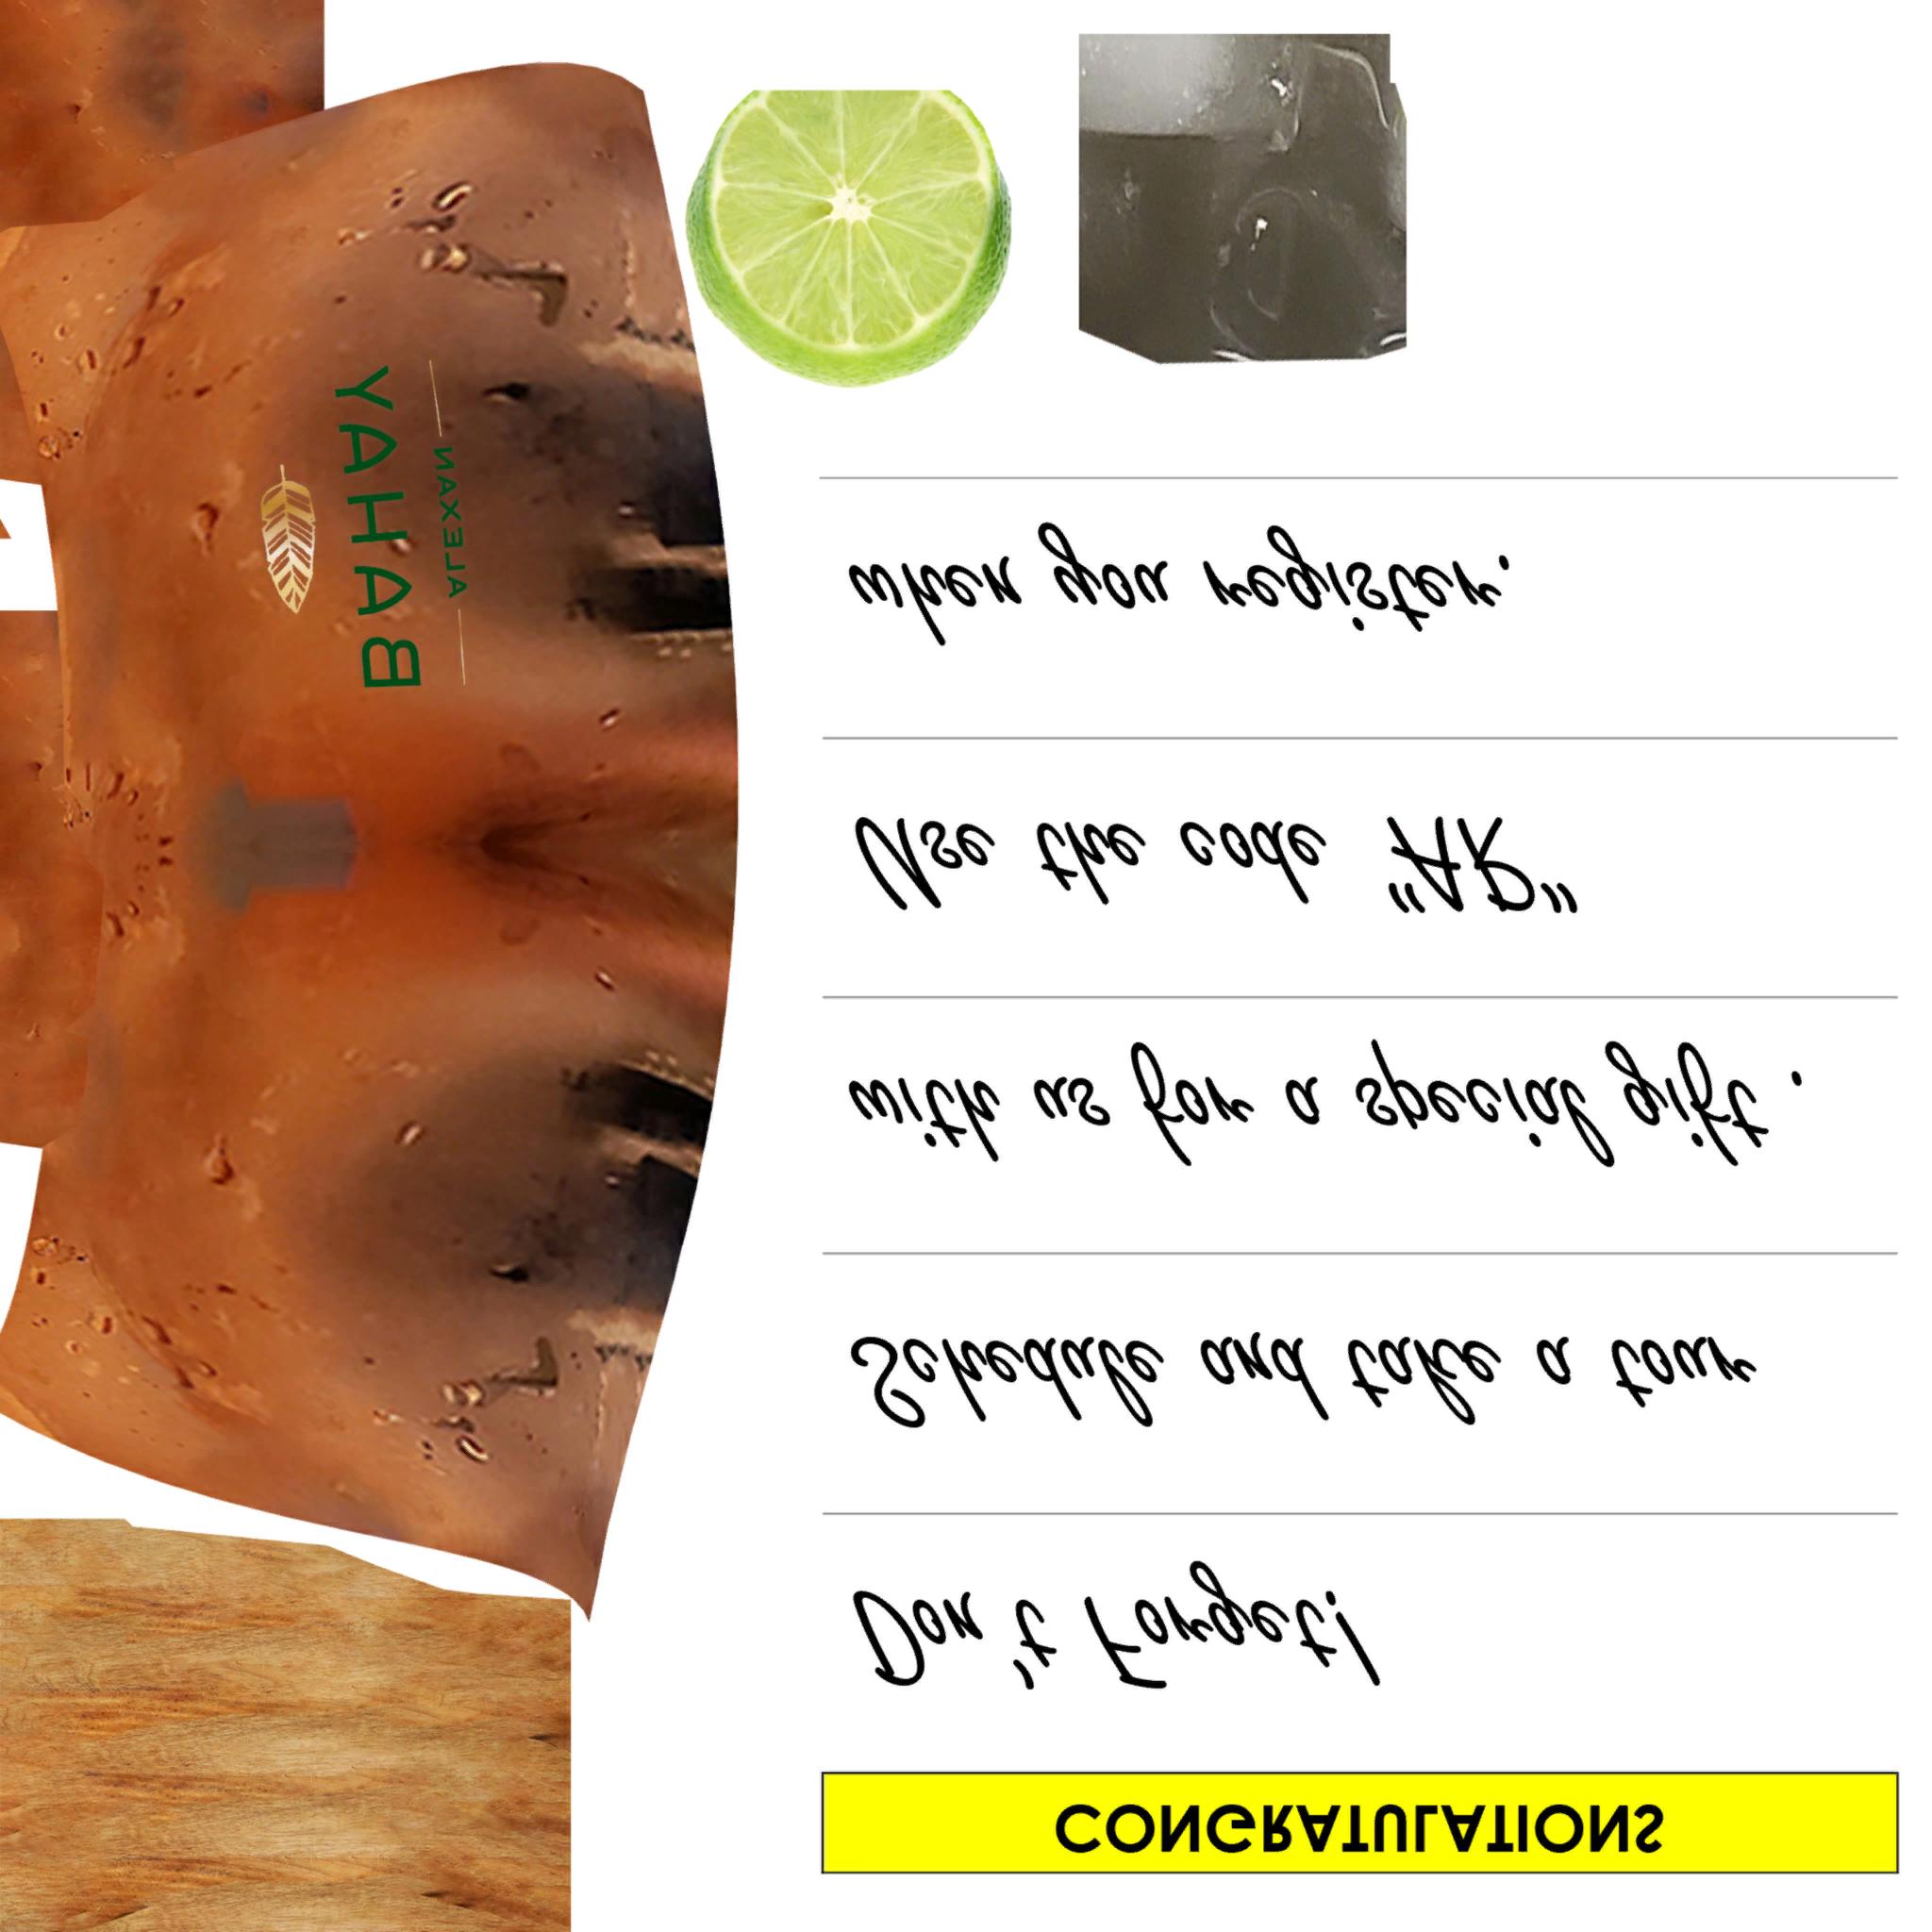 CONGRATULATIONS
Don't Forget!
Schedule and take a tour
with us for a special gift .
Use the code "AR"
when you register.
ALEXAN
BAHAY